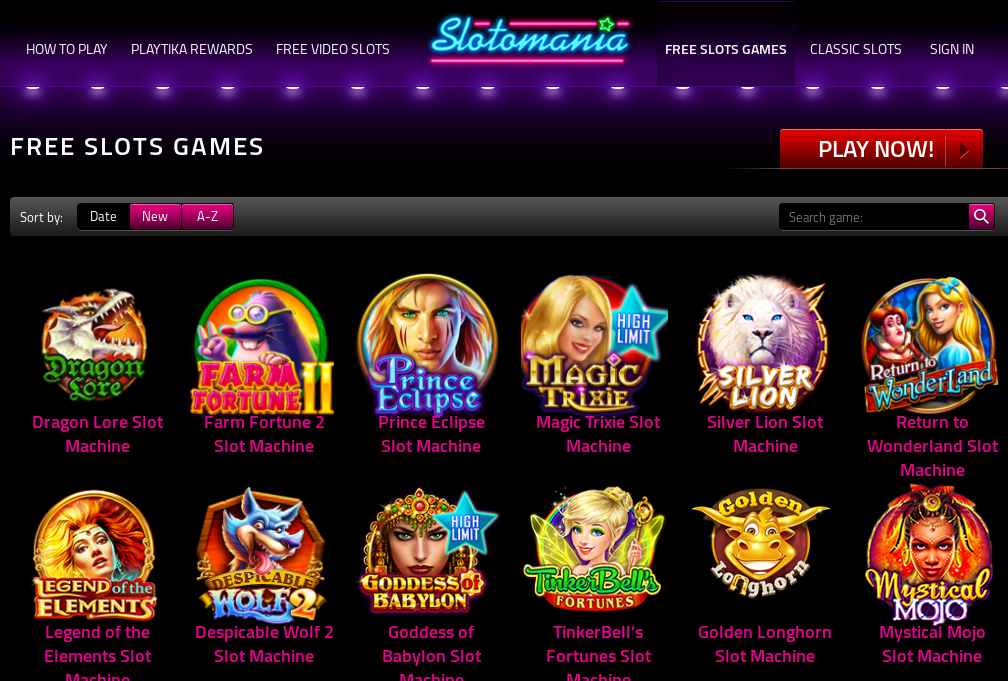 HOW TO PLAY PLAYTIKA REWARDS FREE VIDEO SLOTS Slotomania FREE SLOTS GAMES CLASSIC SLOTS SIGN IN
FREE SLOTS GAMES
PLAY NOW!
Sort by: Date New A-Z Search game:
Dragon Lore
FARM FORTUNE II
Prince Eclipse
HIGH LIMIT
MAGIC TRIXIE
SILVER LION
Return to WonderLand
Dragon Lore Slot Machine
Farm Fortune 2 Slot Machine
Prince Eclipse Slot Machine
Magic Trixie Slot Machine
Silver Lion Slot Machine
Return to Wonderland Slot Machine
LEGEND of the ELEMENTS
DESPICABLE WOLF 2
HIGH LIMIT
GODDESS of BABYLON
TinkerBell's FORTUNES
Golden Longhorn
Mystical MOJO
Legend of the Elements Slot Machine
Despicable Wolf 2 Slot Machine
Goddess of Babylon Slot Machine
TinkerBell’s Fortunes Slot Machine
Golden Longhorn Slot Machine
Mystical Mojo Slot Machine